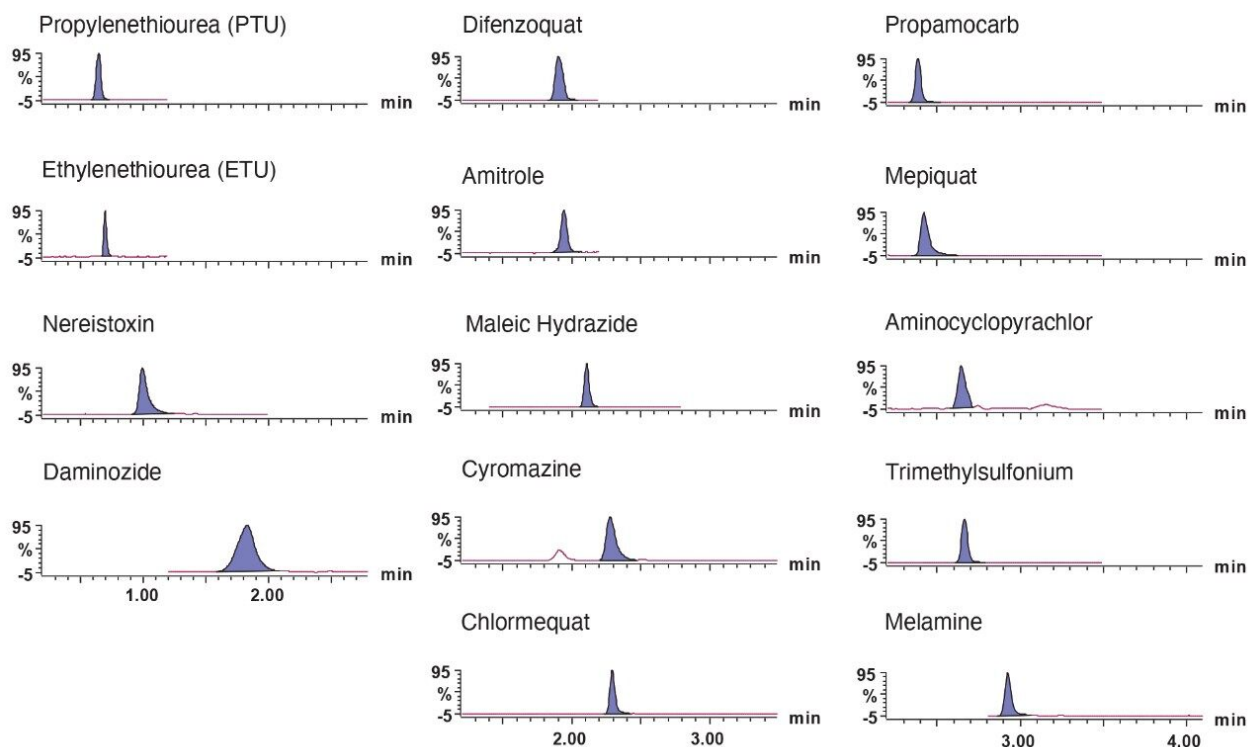 Propylenethiourea (PTU)
95
%
-5
min
Ethylenethiourea (ETU)
95
%
-5
min
Nereistoxin
95
%
-5
min
Daminozide
95
%
-5
min
1.00 2.00
Difenzoquat
95
%
-5
min
Amitrole
95
%
-5
min
Maleic Hydrazide
95
%
-5
min
Cyromazine
95
%
-5
min
Chlormequat
95
%
-5
min
2.00 3.00
Propamocarb
95
%
-5
min
Mepiquat
95
%
-5
min
Aminocyclopyrachlor
95
%
-5
min
Trimethylsulfonium
95
%
-5
min
Melamine
95
%
-5
min
3.00 4.00